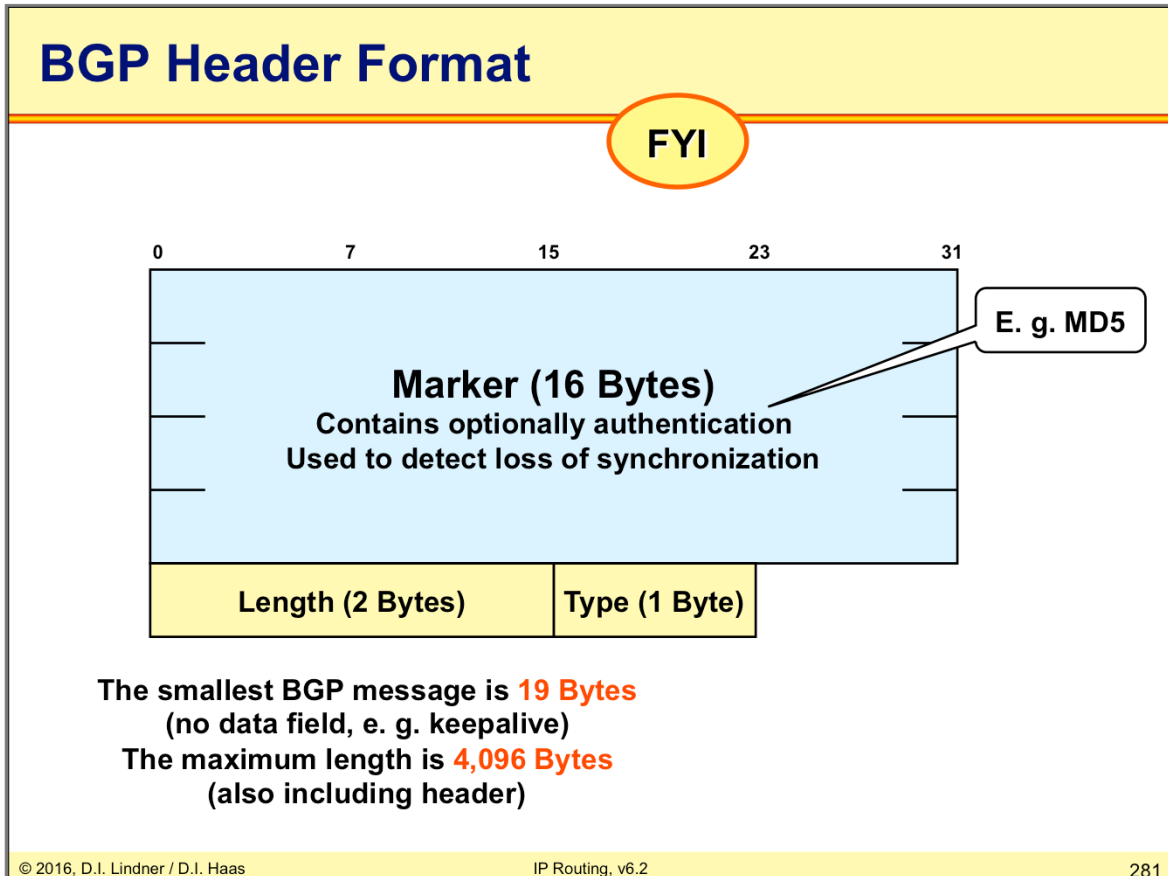 BGP Header Format
FYI
0 7 15 23 31
E. g. MD5
Marker (16 Bytes)
Contains optionally authentication
Used to detect loss of synchronization
Length (2 Bytes) Type (1 Byte)
The smallest BGP message is 19 Bytes
(no data field, e. g. keepalive)
The maximum length is 4,096 Bytes
(also including header)
© 2016, D.I. Lindner / D.I. Haas IP Routing, v6.2 281